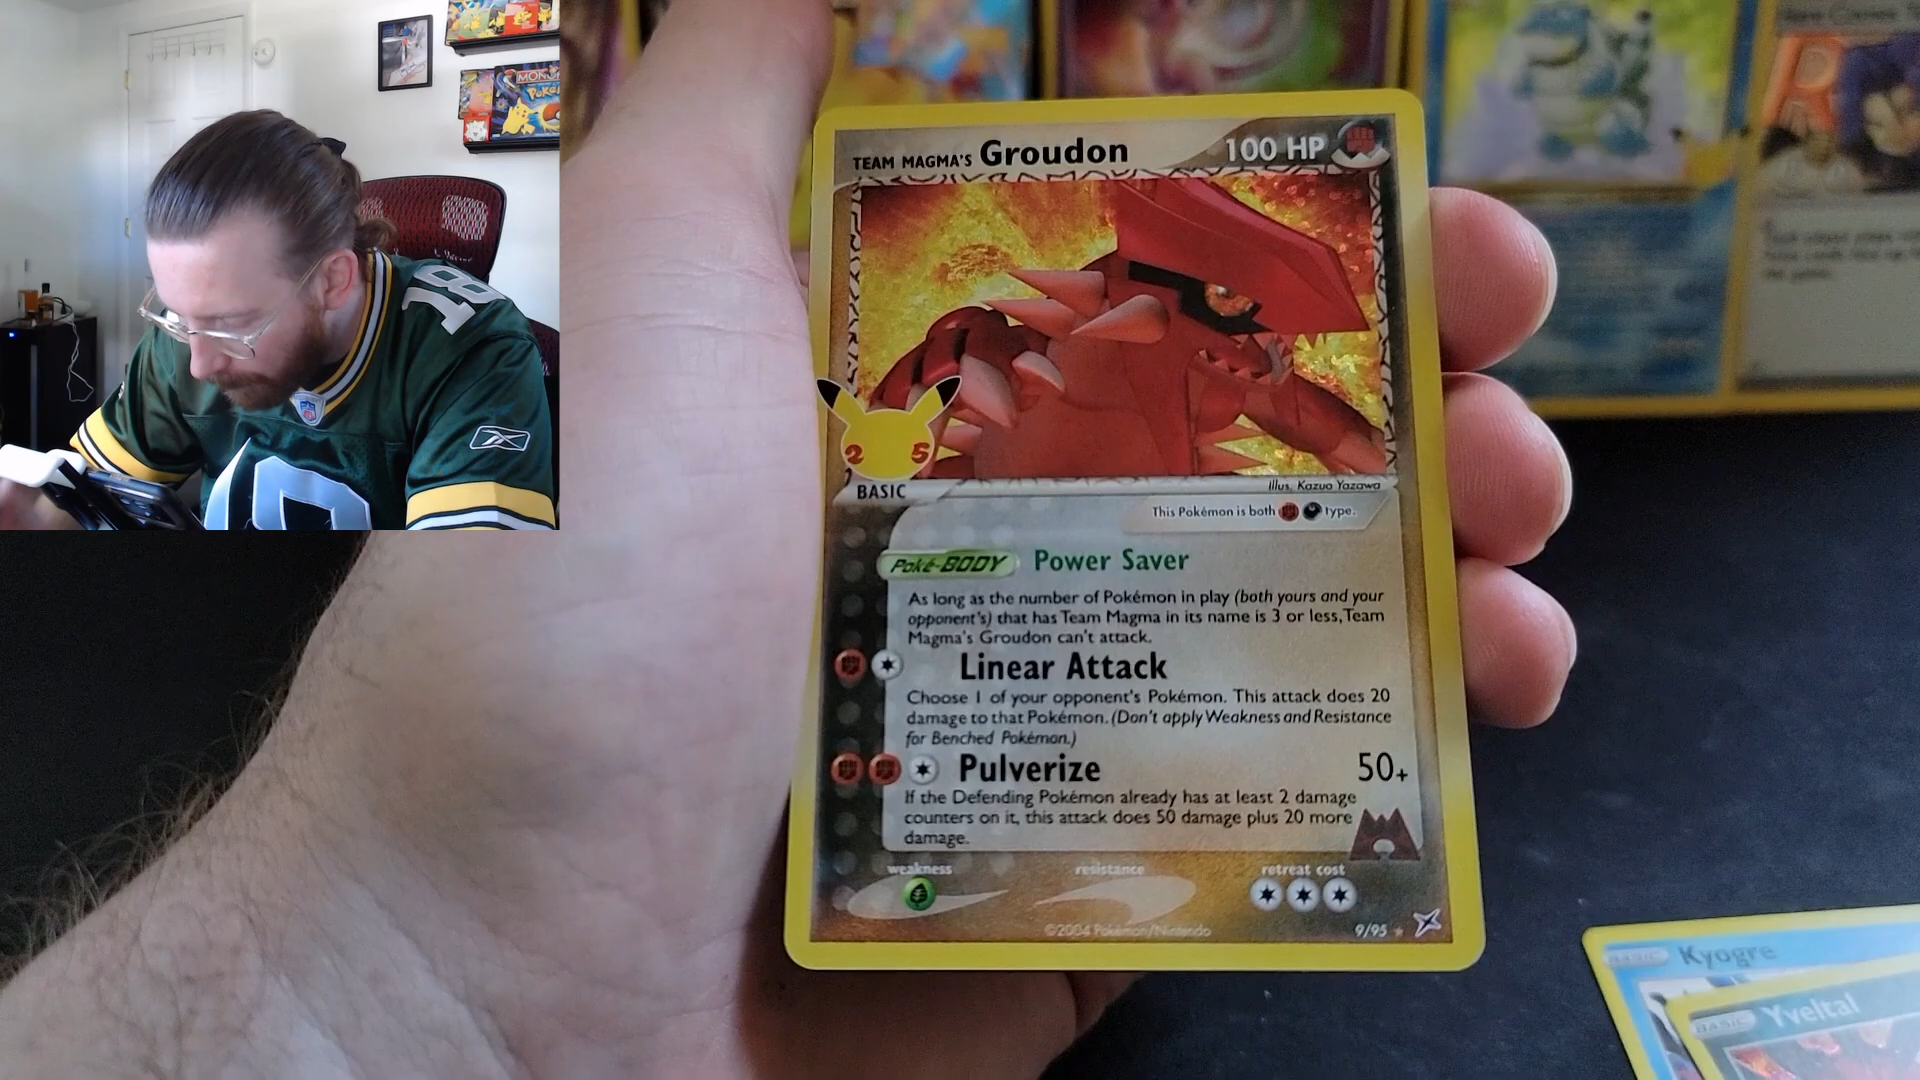 MONO
18
TEAM MAGMA'S Groudon 100 HP
25
BASIC
Illus. Kazuo Yazawa
This Pokémon is both type.
Poké-BODY Power Saver
As long as the number of Pokémon in play (both yours and your
opponent's) that has Team Magma in its name is 3 or less, Team
Magma's Groudon can't attack.
Linear Attack
Choose 1 of your opponent's Pokémon. This attack does 20
damage to that Pokémon. (Don't apply Weakness and Resistance
for Benched Pokémon.)
Pulverize 50+
If the Defending Pokémon already has at least 2 damage
counters on it, this attack does 50 damage plus 20 more
damage.
weakness resistance retreat cost
©2004 Pokémon/Nintendo 9/95
BASIC Kyogre
BASIC Yveltal